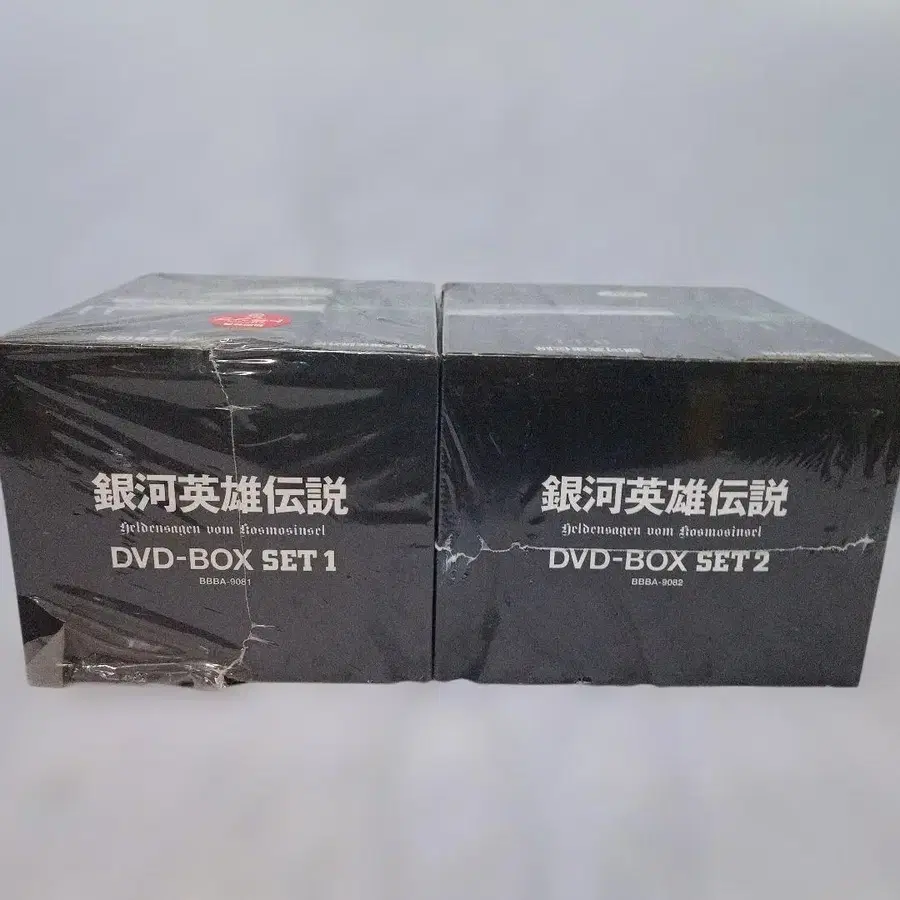 銀河英雄伝説
Heldensagen vom Kosmosinsel
DVD-BOX SET 1
BBBA-9081
銀河英雄伝説
Heldensagen vom Kosmosinsel
DVD-BOX SET 2
BBBA-9082